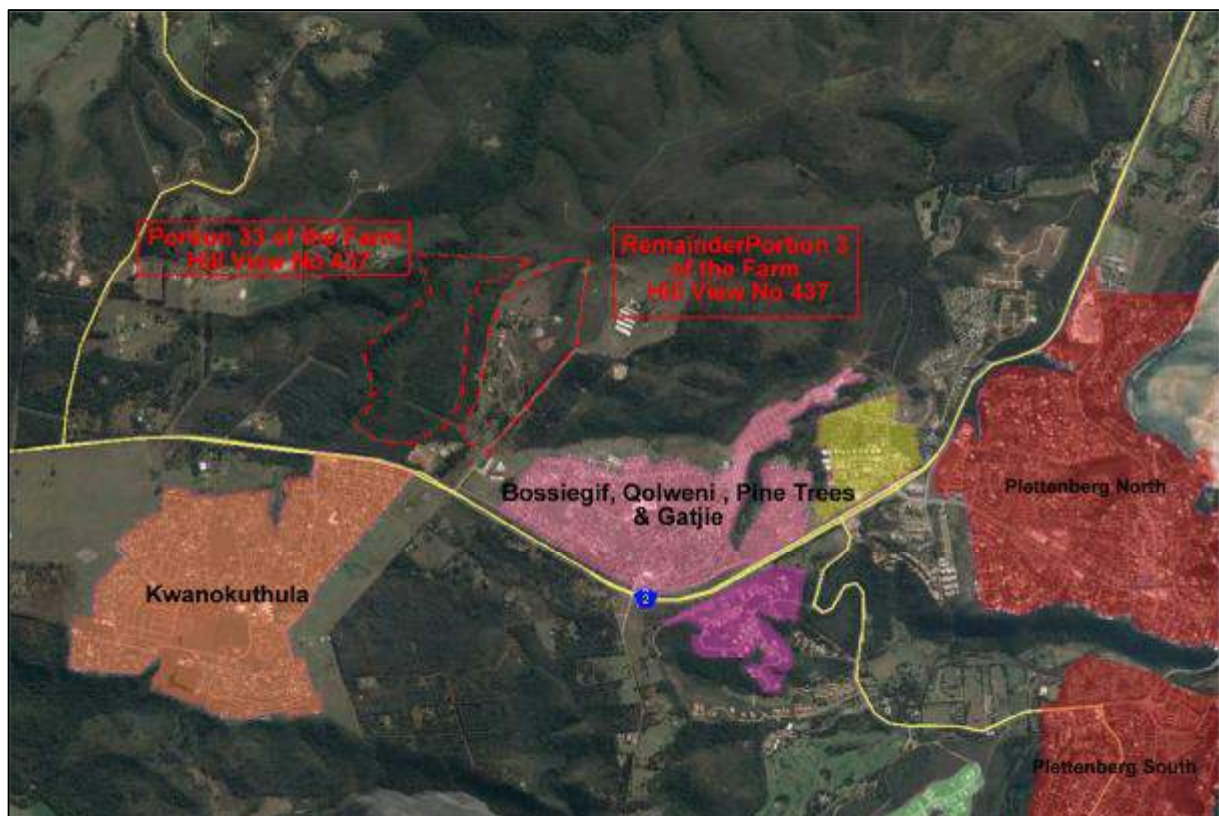 Portion 33 of the Farm
Hill View No 437
RemainderPortion 3
of the Farm
Hill View No 437
Bossiegif, Qolweni , Pine Trees
& Gatjie
Plettenberg North
Kwanokuthula
2
Plettenberg South